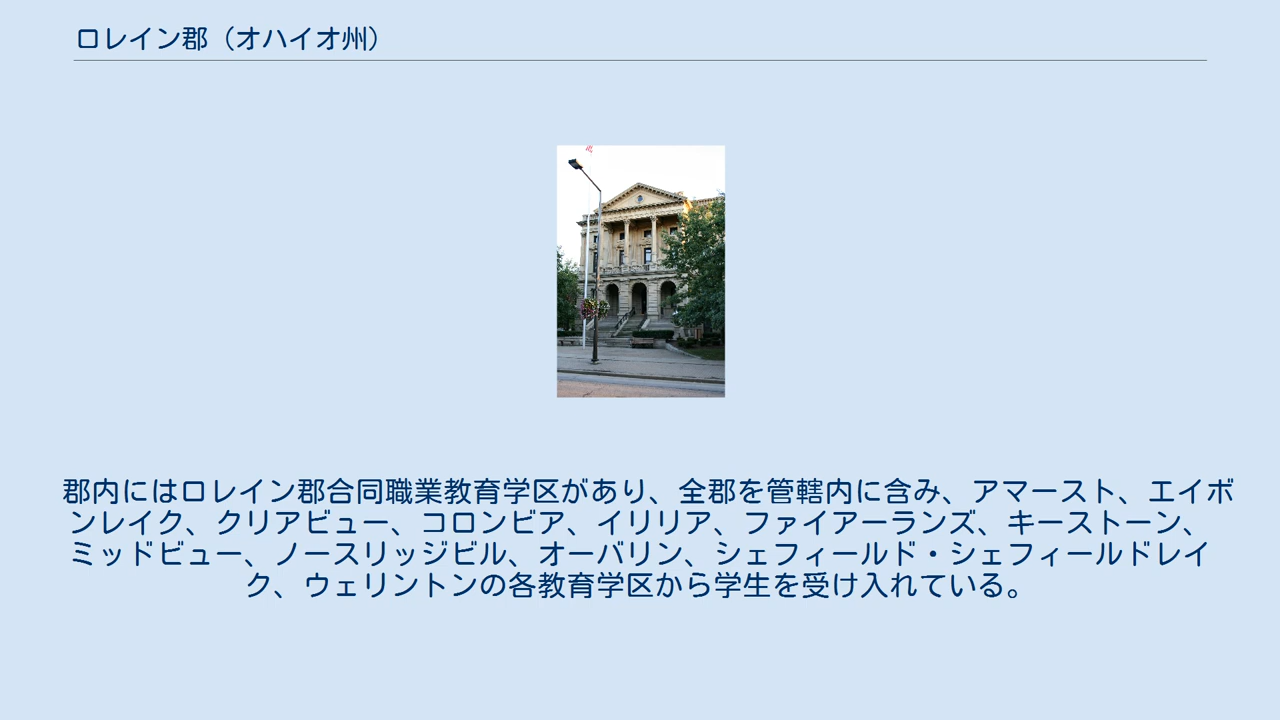 ロレイン郡（オハイオ州）
郡内にはロレイン郡合同職業教育学区があり、全郡を管轄内に含み、アマースト、エイボ
ンレイク、クリアビュー、コロンビア、イリリア、ファイアーランズ、キーストーン、
ミッドビュー、ノースリッジビル、オーバリン、シェフィールド・シェフィールドレイ
ク、ウェリントンの各教育学区から学生を受け入れている。